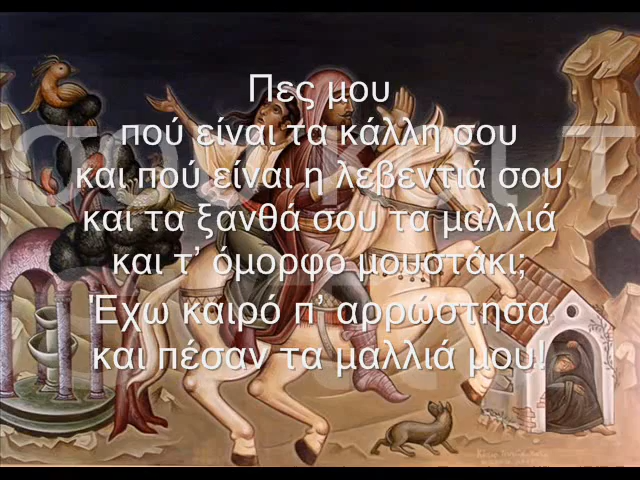 Πες μου
πού είναι τα κάλλη σου
και πού είναι η λεβεντιά σου
και τα ξανθά σου τα μαλλιά
και τ’ όμορφο μουστάκι;
Έχω καιρό π’ αρρώστησα
και πέσαν τα μαλλιά μου!